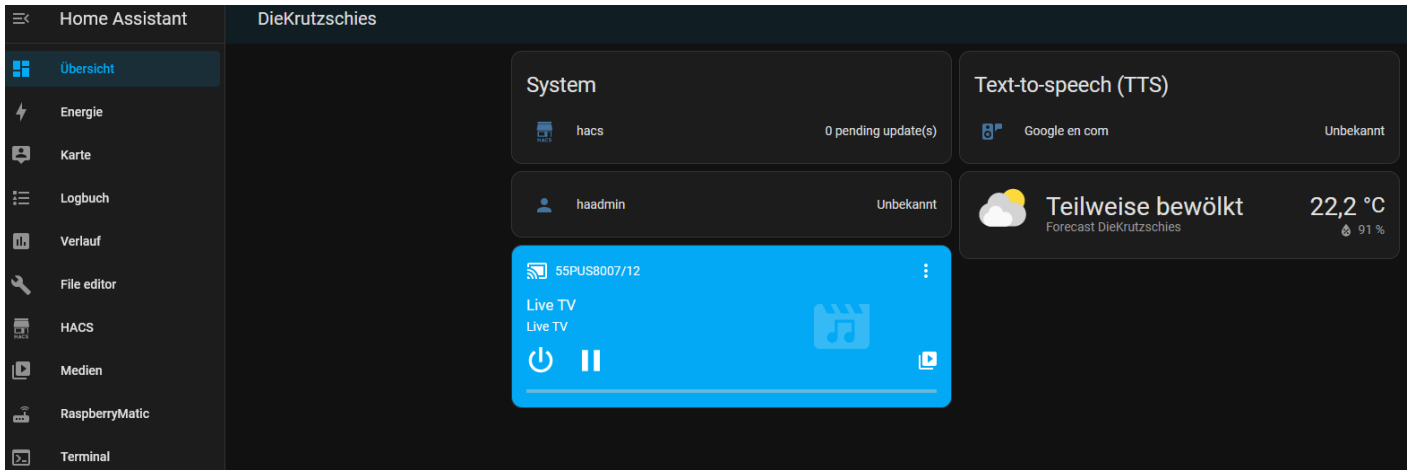 Home Assistant
DieKrutzschies
Übersicht
Energie
Karte
Logbuch
Verlauf
File editor
HACS
HACS
Medien
RaspberryMatic
Terminal
System
HACS
hacs 0 pending update(s)
haadmin Unbekannt
55PUS8007/12
Live TV
Live TV
Text-to-speech (TTS)
Google en com Unbekannt
Teilweise bewölkt 22,2 °C
Forecast DieKrutzschies 91 %